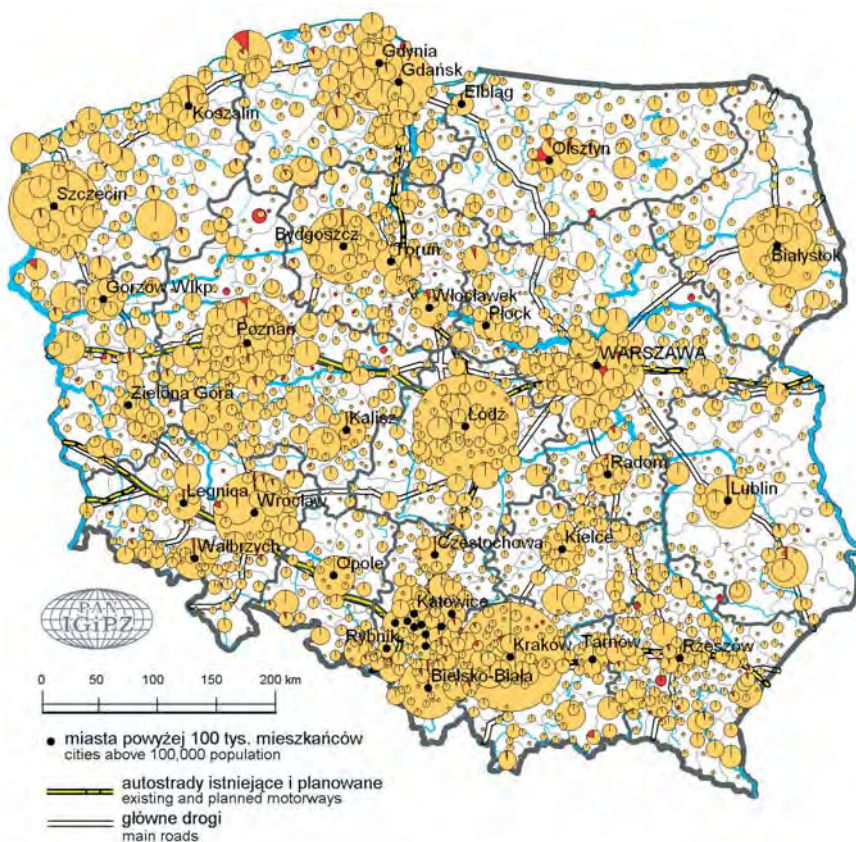 Gdynia
Gdańsk
Elbląg
Koszalin
Olsztyn
Szczecin
Bydgoszcz
Toruń
Białystok
Gorzów Wlkp.
Włocławek
Płock
Poznań
WARSZAWA
Zielona Góra
Kalisz
Łódź
Radom
Legnica
Wrocław
Lublin
Wałbrzych
Częstochowa
Kielce
Opole
PAN
IGiPZ
Katowice
Rybnik
Kraków
Tarnów
Rzeszów
Bielsko-Biała
0 50 100 150 200 km
miasta powyżej 100 tys. mieszkańców
cities above 100,000 population
autostrady istniejące i planowane
existing and planned motorways
główne drogi
main roads